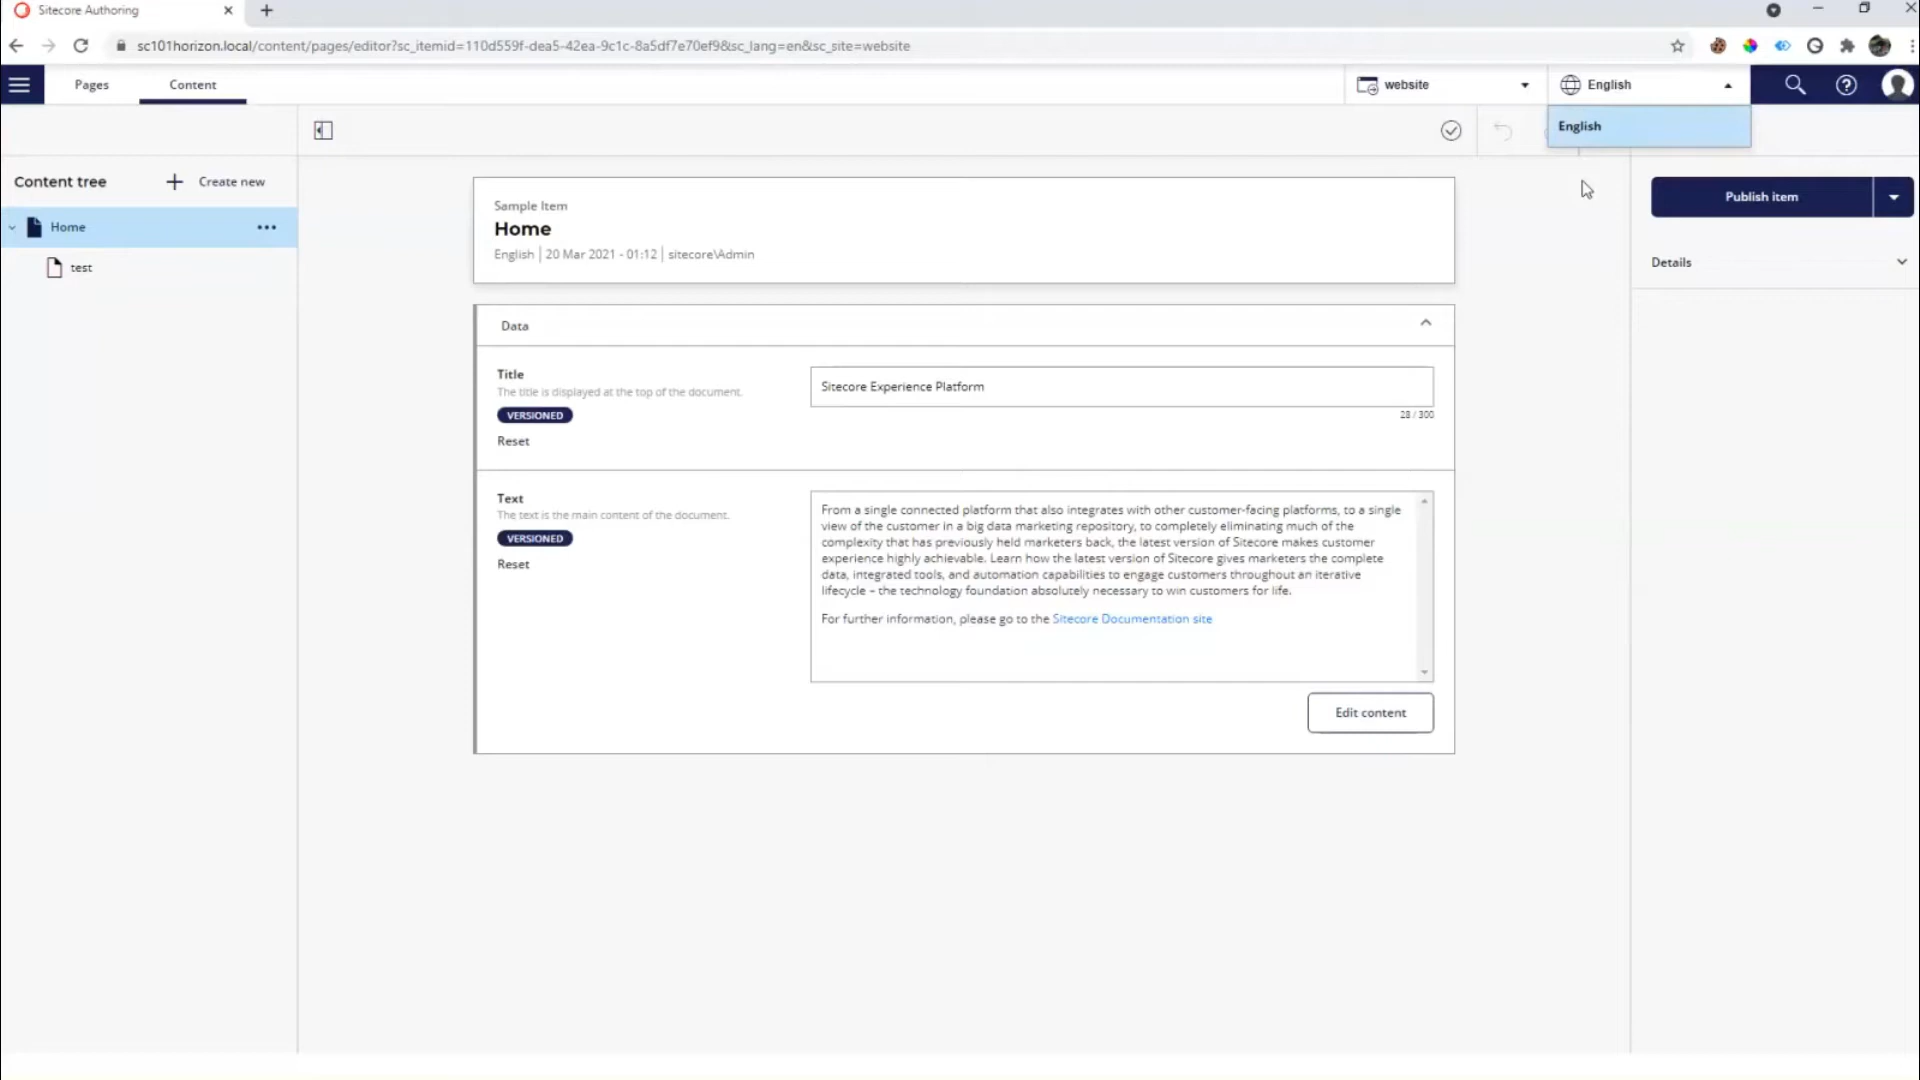 Sitecore Authoring
sc101horizon.local/content/pages/editor?sc_itemid=110d559f-dea5-42ea-9c1c-8a5df7e70ef9&sc_lang=en&sc_site=website
Pages
Content
website
English
English
Content tree
Create new
Home
test
Sample Item
Home
English | 20 Mar 2021 - 01:12 | sitecore\Admin
Publish item
Details
Data
Title
The title is displayed at the top of the document.
VERSIONED
Reset
Sitecore Experience Platform
28 / 300
Text
The text is the main content of the document.
VERSIONED
Reset
From a single connected platform that also integrates with other customer-facing platforms, to a single
view of the customer in a big data marketing repository, to completely eliminating much of the
complexity that has previously held marketers back, the latest version of Sitecore makes customer
experience highly achievable. Learn how the latest version of Sitecore gives marketers the complete
data, integrated tools, and automation capabilities to engage customers throughout an iterative
lifecycle – the technology foundation absolutely necessary to win customers for life.
For further information, please go to the Sitecore Documentation site
Edit content